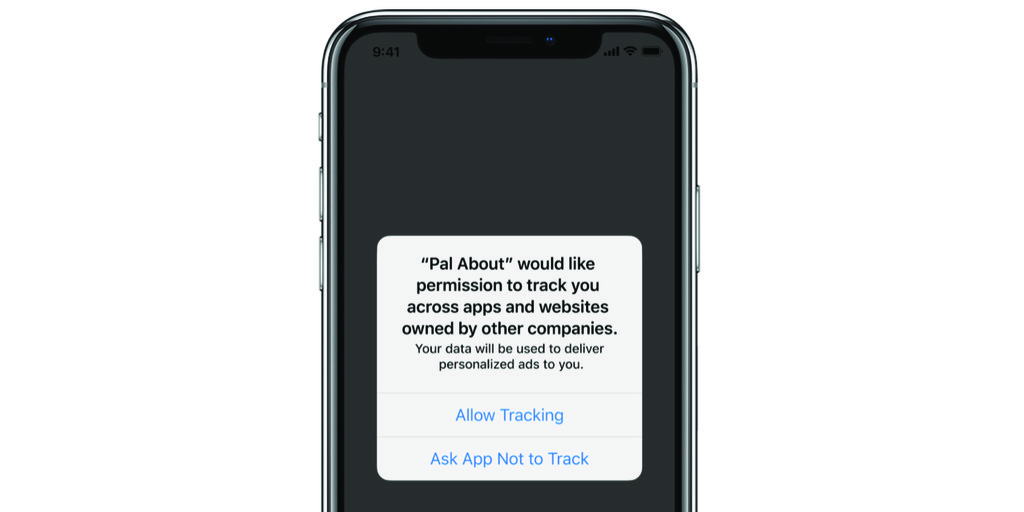 9:41
“Pal About” would like
permission to track you
across apps and websites
owned by other companies.
Your data will be used to deliver
personalized ads to you.
Allow Tracking
Ask App Not to Track